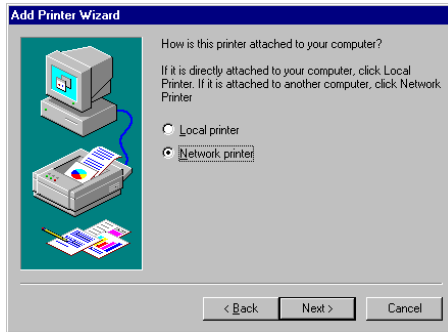 Add Printer Wizard
How is this printer attached to your computer?
If it is directly attached to your computer, click Local
Printer. If it is attached to another computer, click Network
Printer
Local printer
Network printer
< Back
Next >
Cancel